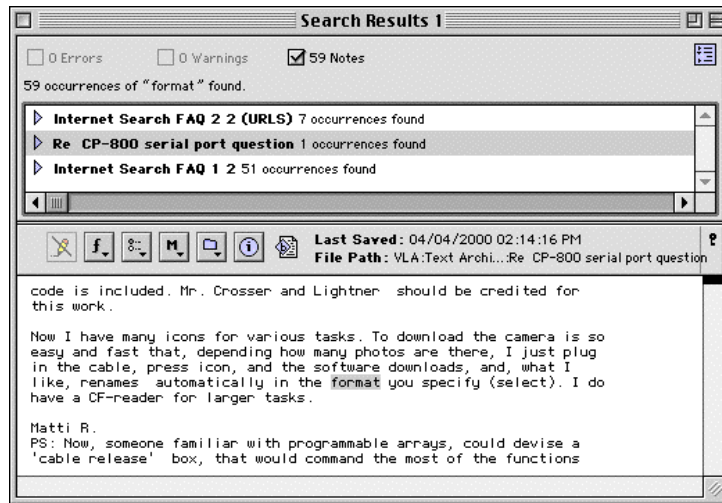 Search Results 1
0 Errors 0 Warnings 59 Notes
59 occurrences of "format" found.
Internet Search FAQ 2 2 (URLS) 7 occurrences found
Re CP-800 serial port question 1 occurrences found
Internet Search FAQ 1 2 51 occurrences found
Last Saved: 04/04/2000 02:14:16 PM
File Path: VLA:Text Archi...:Re CP-800 serial port question
code is included. Mr. Crosser and Lightner should be credited for
this work.
Now I have many icons for various tasks. To download the camera is so
easy and fast that, depending how many photos are there, I just plug
in the cable, press icon, and the software downloads, and, what I
like, renames automatically in the format you specify (select). I do
have a CF-reader for larger tasks.
Matti R.
PS: Now, someone familiar with programmable arrays, could devise a
'cable release' box, that would command the most of the functions